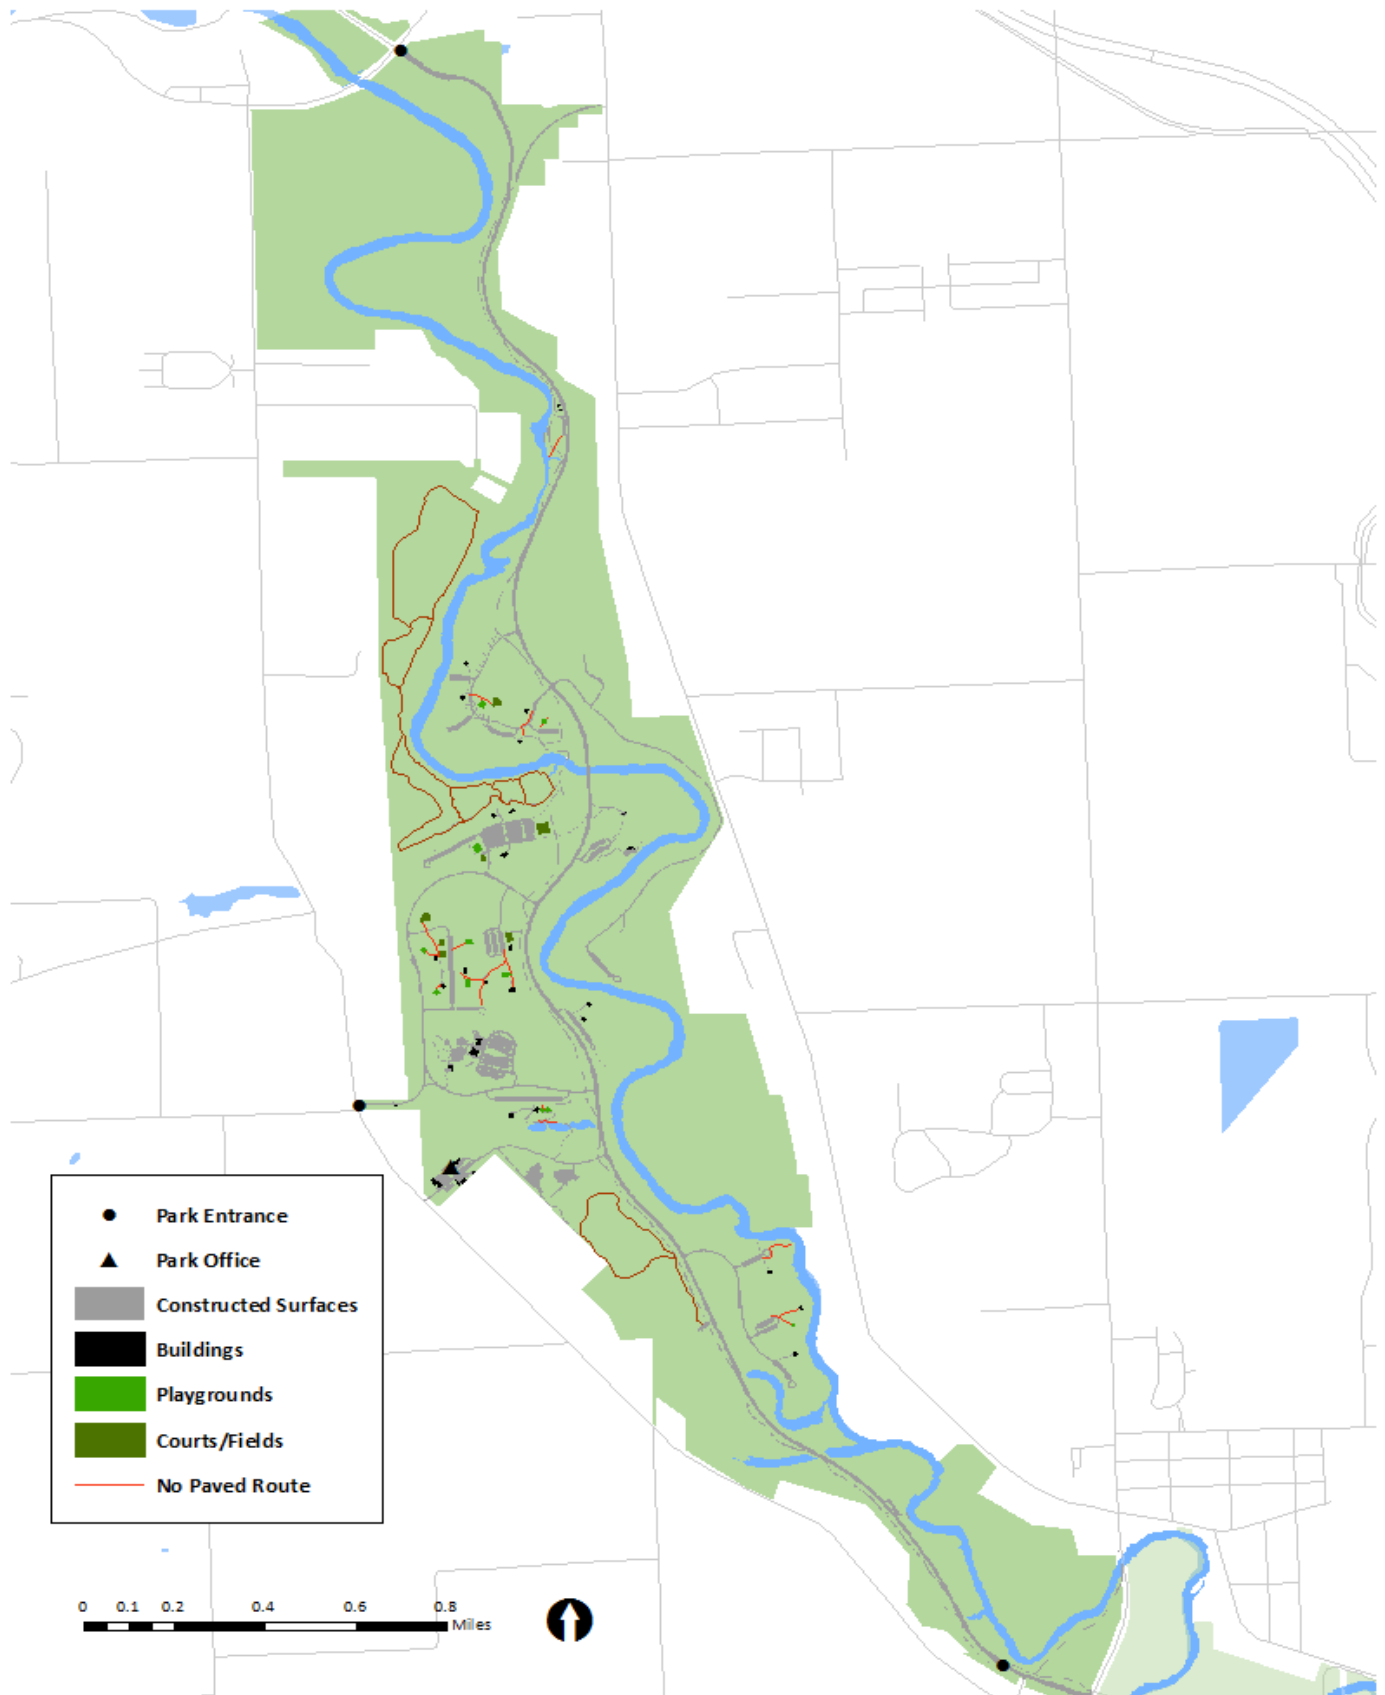 Park Entrance
Park Office
Constructed Surfaces
Buildings
Playgrounds
Courts/Fields
No Paved Route
0 0.1 0.2 0.4 0.6 0.8
Miles